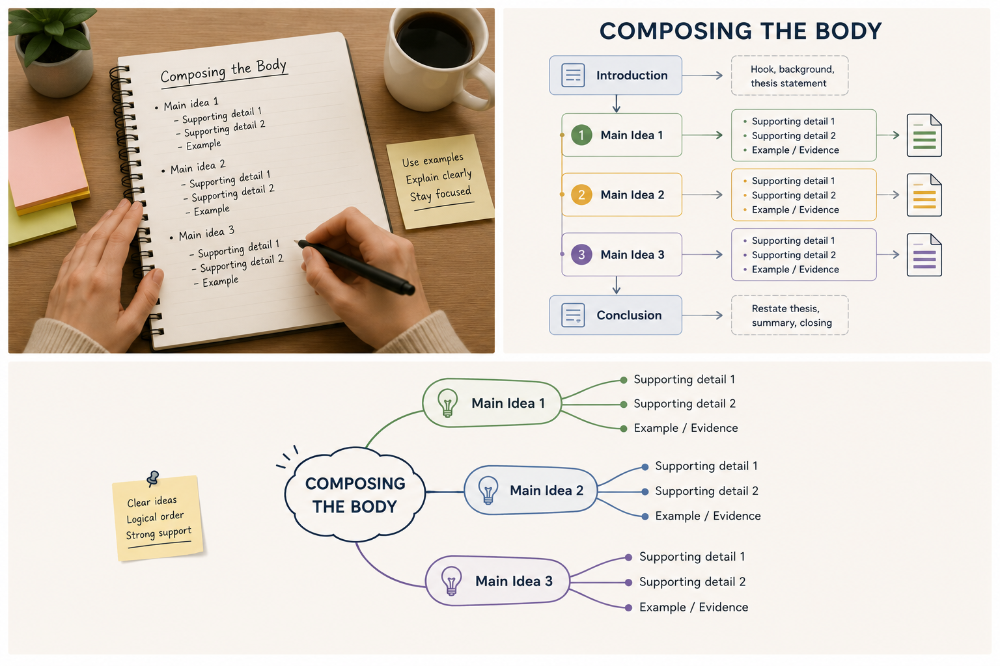 Composing the Body
• Main idea 1
– Supporting detail 1
– Supporting detail 2
– Example
• Main idea 2
– Supporting detail 1
– Supporting detail 2
– Example
• Main idea 3
– Supporting detail 1
– Supporting detail 2
– Example
Use examples
Explain clearly
Stay focused
COMPOSING THE BODY
Introduction
Hook, background,
thesis statement
1 Main Idea 1
• Supporting detail 1
• Supporting detail 2
• Example / Evidence
2 Main Idea 2
• Supporting detail 1
• Supporting detail 2
• Example / Evidence
3 Main Idea 3
• Supporting detail 1
• Supporting detail 2
• Example / Evidence
Conclusion
Restate thesis,
summary, closing
Clear ideas
Logical order
Strong support
COMPOSING
THE BODY
Main Idea 1
Supporting detail 1
Supporting detail 2
Example / Evidence
Main Idea 2
Supporting detail 1
Supporting detail 2
Example / Evidence
Main Idea 3
Supporting detail 1
Supporting detail 2
Example / Evidence